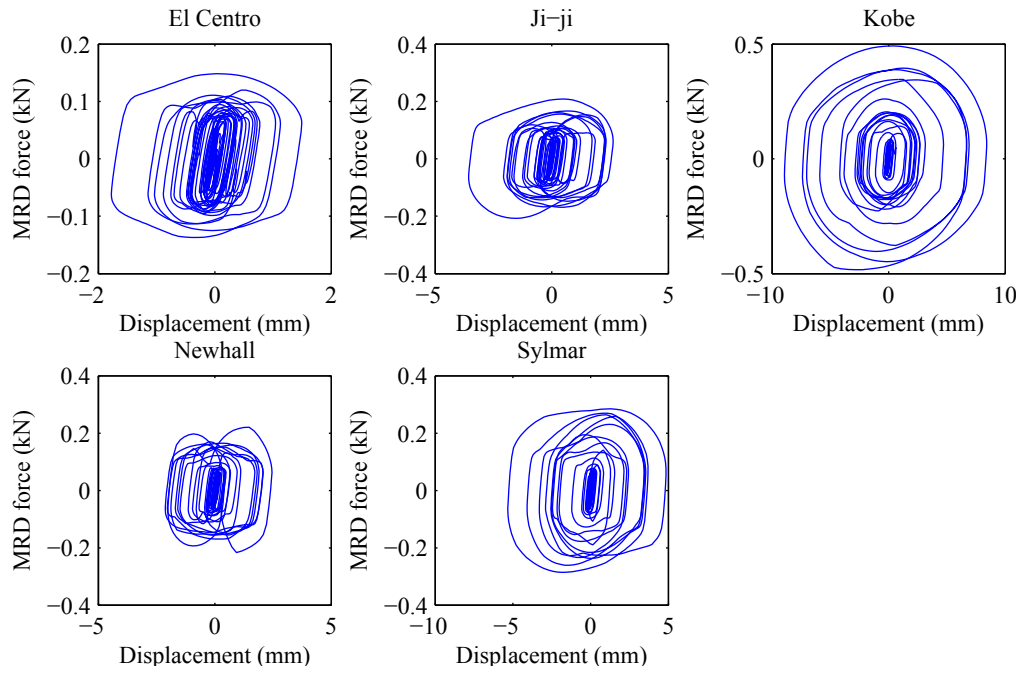 El Centro
Ji−ji
Kobe
MRD force (kN)
0.2
0.1
0
−0.1
−0.2
−2
0
2
Displacement (mm)
MRD force (kN)
0.4
0.2
0
−0.2
−0.4
−5
0
5
Displacement (mm)
MRD force (kN)
0.5
0
−0.5
−10
0
10
Displacement (mm)
Newhall
MRD force (kN)
0.4
0.2
0
−0.2
−0.4
−5
0
5
Displacement (mm)
Sylmar
MRD force (kN)
0.4
0.2
0
−0.2
−0.4
−10
−5
0
5
Displacement (mm)